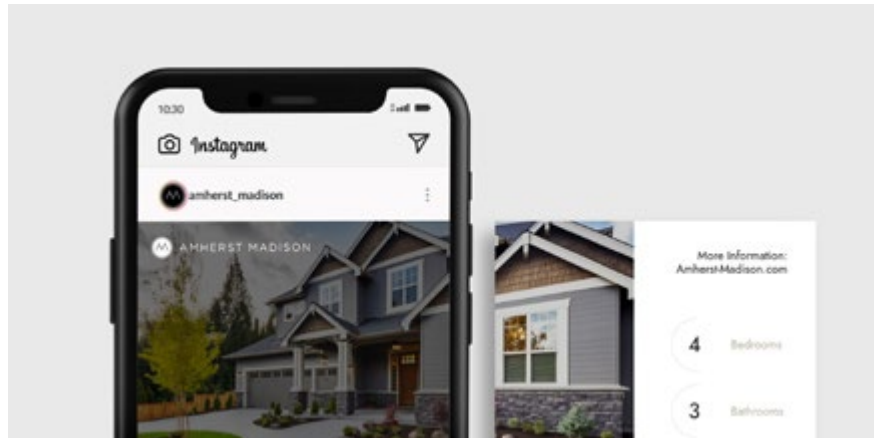 10:30
Instagram
amherst_madison
AMHERST MADISON
More Information:
Amherst-Madison.com
4 Bedrooms
3 Bathrooms